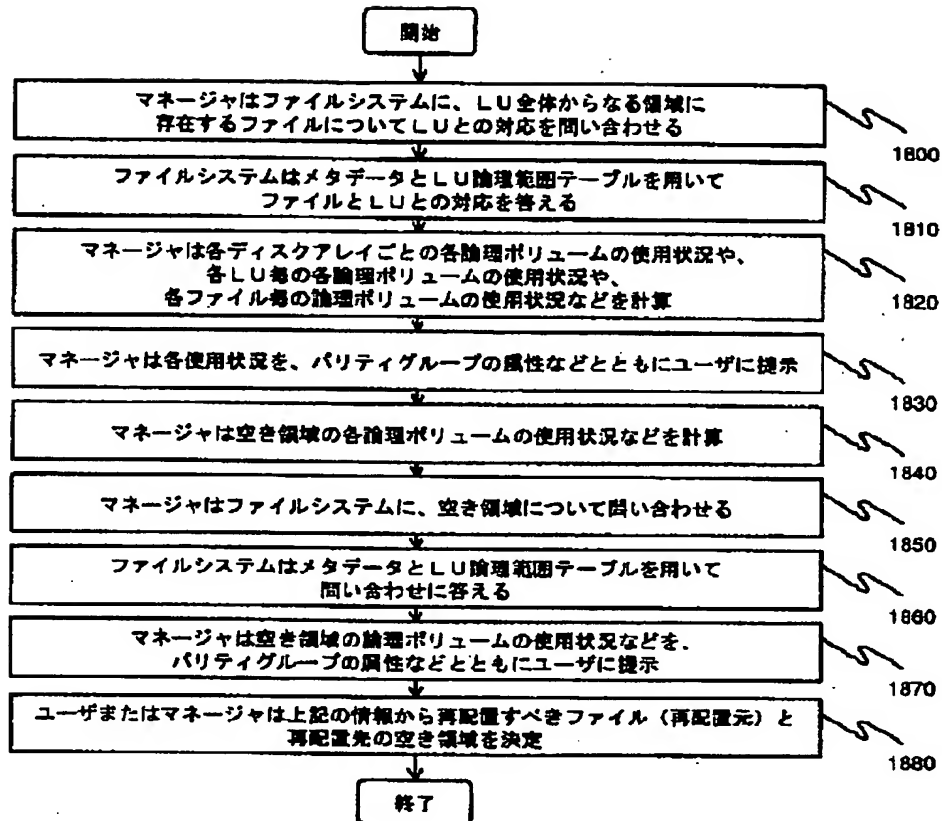 開始
マネージャはファイルシステムに、LU全体からなる領域に
存在するファイルについてLUとの対応を問い合わせる
1800
ファイルシステムはメタデータとLU論理範囲テーブルを用いて
ファイルとLUとの対応を答える
1810
マネージャは各ディスクアレイごとの各論理ボリュームの使用状況や、
各LU毎の各論理ボリュームの使用状況や、
各ファイル毎の論理ボリュームの使用状況などを計算
1820
マネージャは各使用状況を、パリティグループの属性などとともにユーザに提示
1830
マネージャは空き領域の各論理ボリュームの使用状況などを計算
1840
マネージャはファイルシステムに、空き領域について問い合わせる
1850
ファイルシステムはメタデータとLU論理範囲テーブルを用いて
問い合わせに答える
1860
マネージャは空き領域の論理ボリュームの使用状況などを、
パリティグループの属性などとともにユーザに提示
1870
ユーザまたはマネージャは上記の情報から再配置すべきファイル(再配置元)と
再配置先の空き領域を決定
1880
終了